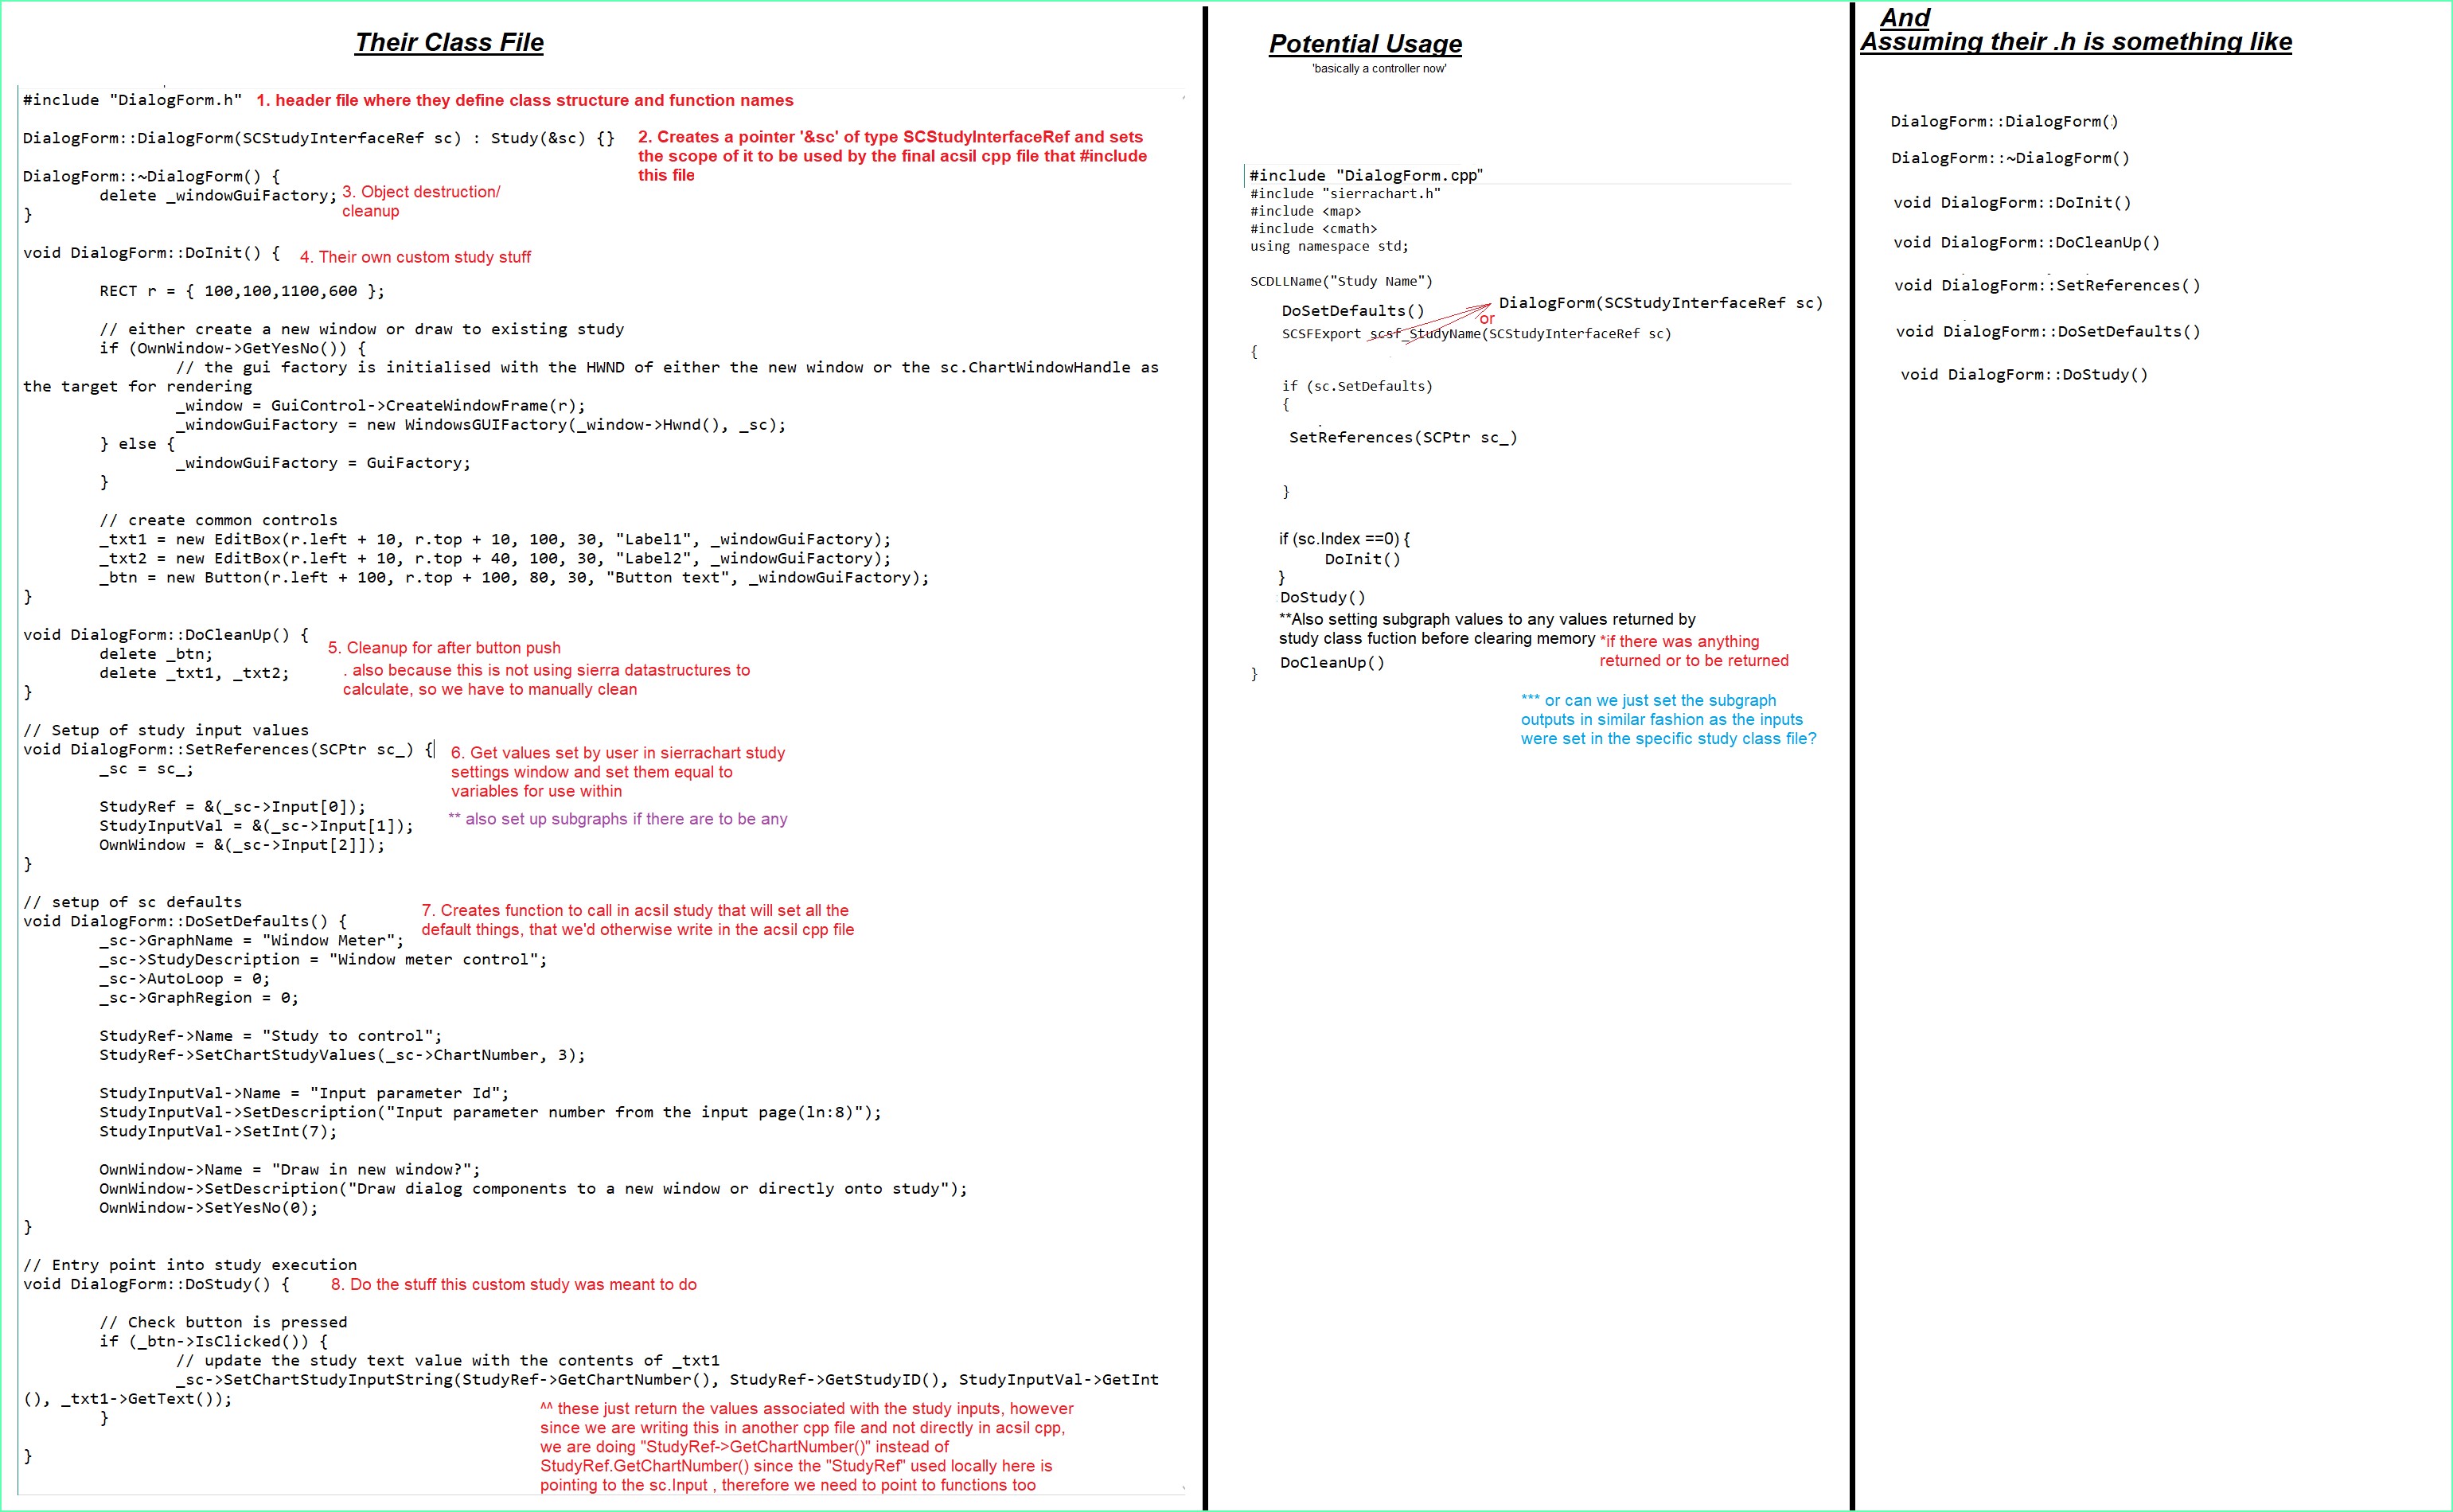 Their Class File
#include "DialogForm.h" 1. header file where they define class structure and function names
DialogForm::DialogForm(SCStudyInterfaceRef sc) : Study(&sc) {}
2. Creates a pointer '&sc' of type SCStudyInterfaceRef and sets
the scope of it to be used by the final acsil cpp file that #include
this file
DialogForm::~DialogForm() {
delete _windowGuiFactory;
}
3. Object destruction/
cleanup
void DialogForm::DoInit() { 4. Their own custom study stuff
RECT r = { 100,100,1100,600 };
// either create a new window or draw to existing study
if (OwnWindow->GetYesNo()) {
// the gui factory is initialised with the HWND of either the new window or the sc.ChartWindowHandle as
the target for rendering
_window = GuiControl->CreateWindowFrame(r);
_windowGuiFactory = new WindowsGUIFactory(_window->Hwnd(), _sc);
} else {
_windowGuiFactory = GuiFactory;
}
// create common controls
_txt1 = new EditBox(r.left + 10, r.top + 10, 100, 30, "Label1", _windowGuiFactory);
_txt2 = new EditBox(r.left + 10, r.top + 40, 100, 30, "Label2", _windowGuiFactory);
_btn = new Button(r.left + 100, r.top + 100, 80, 30, "Button text", _windowGuiFactory);
}
void DialogForm::DoCleanUp() {
delete _btn;
delete _txt1, _txt2;
}
5. Cleanup for after button push
. also because this is not using sierra datastructures to
calculate, so we have to manually clean
// Setup of study input values
void DialogForm::SetReferences(SCPtr sc_) {
_sc = sc_;
StudyRef = &(_sc->Input[0]);
StudyInputVal = &(_sc->Input[1]);
OwnWindow = &(_sc->Input[2]]);
}
6. Get values set by user in sierrachart study
settings window and set them equal to
variables for use within
** also set up subgraphs if there are to be any
// setup of sc defaults
void DialogForm::DoSetDefaults() {
_sc->GraphName = "Window Meter";
_sc->StudyDescription = "Window meter control";
_sc->AutoLoop = 0;
_sc->GraphRegion = 0;
7. Creates function to call in acsil study that will set all the
default things, that we'd otherwise write in the acsil cpp file
StudyRef->Name = "Study to control";
StudyRef->SetChartStudyValues(_sc->ChartNumber, 3);
StudyInputVal->Name = "Input parameter Id";
StudyInputVal->SetDescription("Input parameter number from the input page(ln:8)");
StudyInputVal->SetInt(7);
OwnWindow->Name = "Draw in new window?";
OwnWindow->SetDescription("Draw dialog components to a new window or directly onto study");
OwnWindow->SetYesNo(0);
}
// Entry point into study execution
void DialogForm::DoStudy() { 8. Do the stuff this custom study was meant to do
// Check button is pressed
if (_btn->IsClicked()) {
// update the study text value with the contents of _txt1
_sc->SetChartStudyInputString(StudyRef->GetChartNumber(), StudyRef->GetStudyID(), StudyInputVal->GetInt
(), _txt1->GetText());
}
}
^^ these just return the values associated with the study inputs, however
since we are writing this in another cpp file and not directly in acsil cpp,
we are doing "StudyRef->GetChartNumber()" instead of
StudyRef.GetChartNumber() since the "StudyRef" used locally here is
pointing to the sc.Input , therefore we need to point to functions too
Potential Usage
'basically a controller now'
#include "DialogForm.cpp"
#include "sierrachart.h"
#include <map>
#include <cmath>
using namespace std;
SCDLLName("Study Name")
DoSetDefaults()
DialogForm(SCStudyInterfaceRef sc)
or
SCSFExport scsf_StudyName(SCStudyInterfaceRef sc)
{
if (sc.SetDefaults)
{
SetReferences(SCPtr sc_)
}
if (sc.Index ==0) {
DoInit()
}
DoStudy()
**Also setting subgraph values to any values returned by
study class fuction before clearing memory *if there was anything
returned or to be returned
DoCleanUp()
}
*** or can we just set the subgraph
outputs in similar fashion as the inputs
were set in the specific study class file?
And
Assuming their .h is something like
DialogForm::DialogForm()
DialogForm::~DialogForm()
void DialogForm::DoInit()
void DialogForm::DoCleanUp()
void DialogForm::SetReferences()
void DialogForm::DoSetDefaults()
void DialogForm::DoStudy()